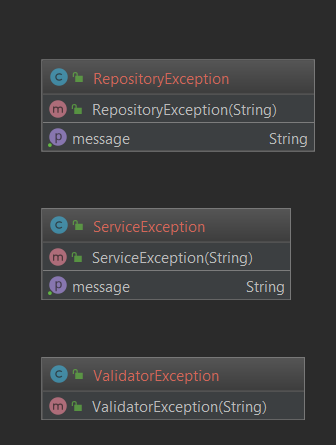 C RepositoryException
m RepositoryException(String)
p message String
C ServiceException
m ServiceException(String)
p message String
C ValidatorException
m ValidatorException(String)